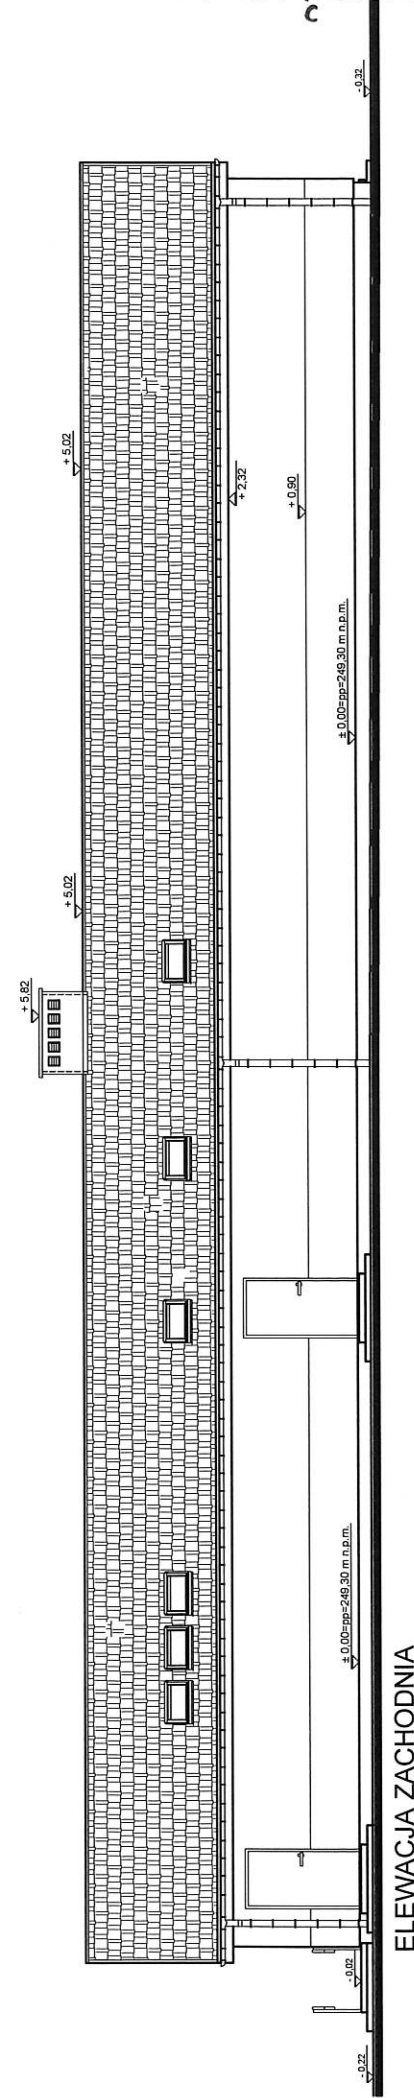 C
- 0,32
+ 5,02
+ 2,32
+ 0,90
± 0,00=pp=249,30 m n.p.m.
+ 5,02
+ 5,82
± 0,00=pp=249,30 m n.p.m.
- 0,02
- 0,22
ELEWACJA ZACHODNIA